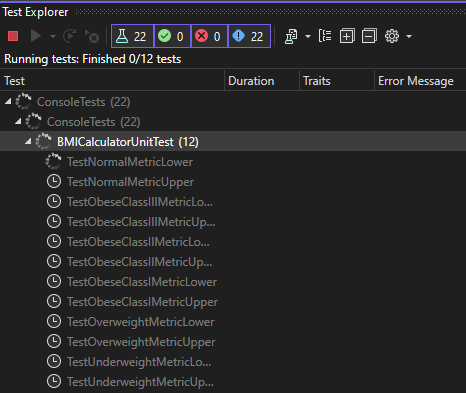 Test Explorer
22 0 0 22
Running tests: Finished 0/12 tests
Test Duration Traits Error Message
ConsoleTests (22)
ConsoleTests (22)
BMICalculatorUnitTest (12)
TestNormalMetricLower
TestNormalMetricUpper
TestObeseClassIIIMetricLo...
TestObeseClassIIIMetricUp...
TestObeseClassIIMetricLo...
TestObeseClassIIMetricUp...
TestObeseClassIMetricLower
TestObeseClassIMetricUpper
TestOverweightMetricLower
TestOverweightMetricUpper
TestUnderweightMetricLo...
TestUnderweightMetricUp...